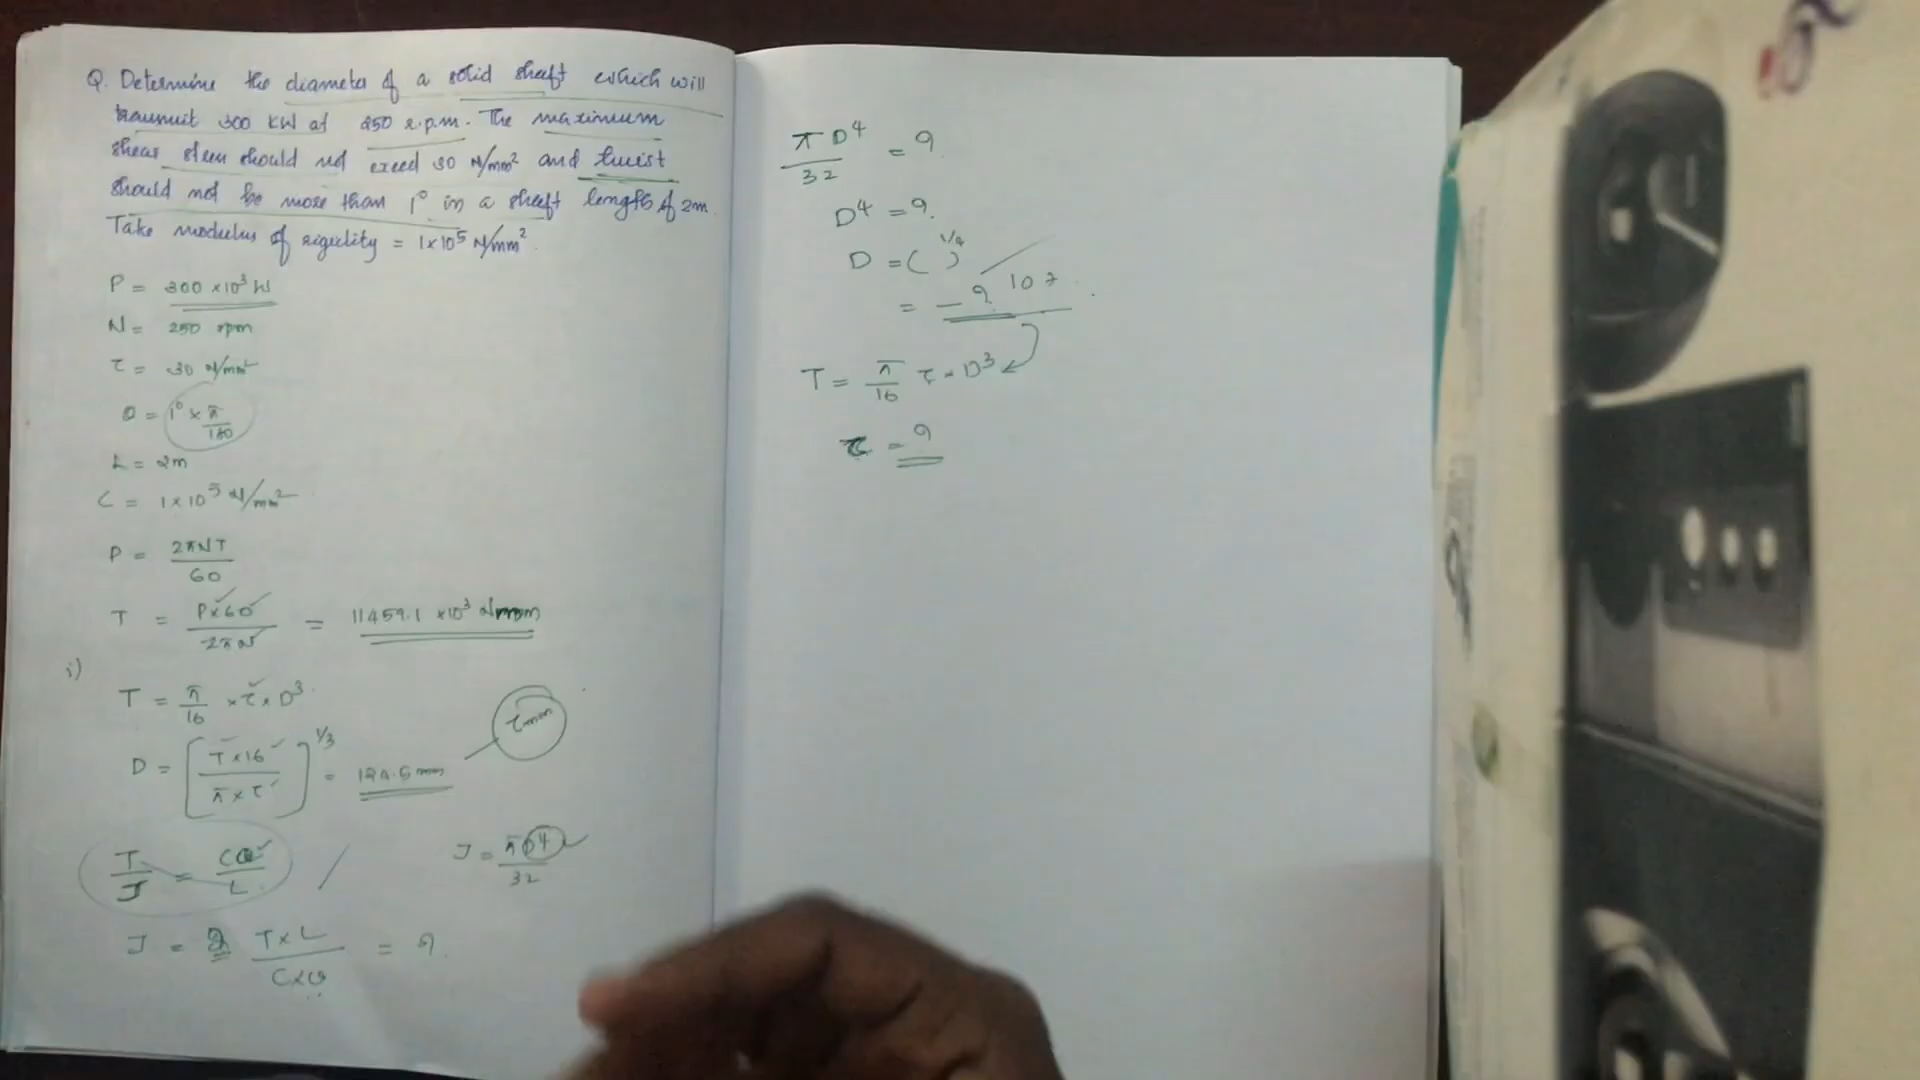 Q. Determine the diameter of a solid shaft which will
transmit 300 KW at 250 r.p.m. The maximum
shear stress should not exceed 30 N/mm² and twist
should not be more than 1° in a shaft length of 2m.
Take modulus of rigidity = 1×10⁵ N/mm².
P = 300 ×10³ W
N = 250 rpm
τ = 30 N/mm²
θ = 1° × π/180
L = 2m
C = 1×10⁵ N/mm²
P = 2πNT/60
T = P×60/2πN = 11459.1 ×10³ Nmm
i)
T = π/16 ×τ×D³
D = [T×16/π×τ]^1/3 = 124.5 mm
τmm
T/J = Cθ/L
J = πD⁴/32
J = T×L/C×θ = ?
πD⁴/32 = ?
D⁴ = ?
D = ( )^1/4
= ? 107
T = π/16 τ × D³
τ = ?